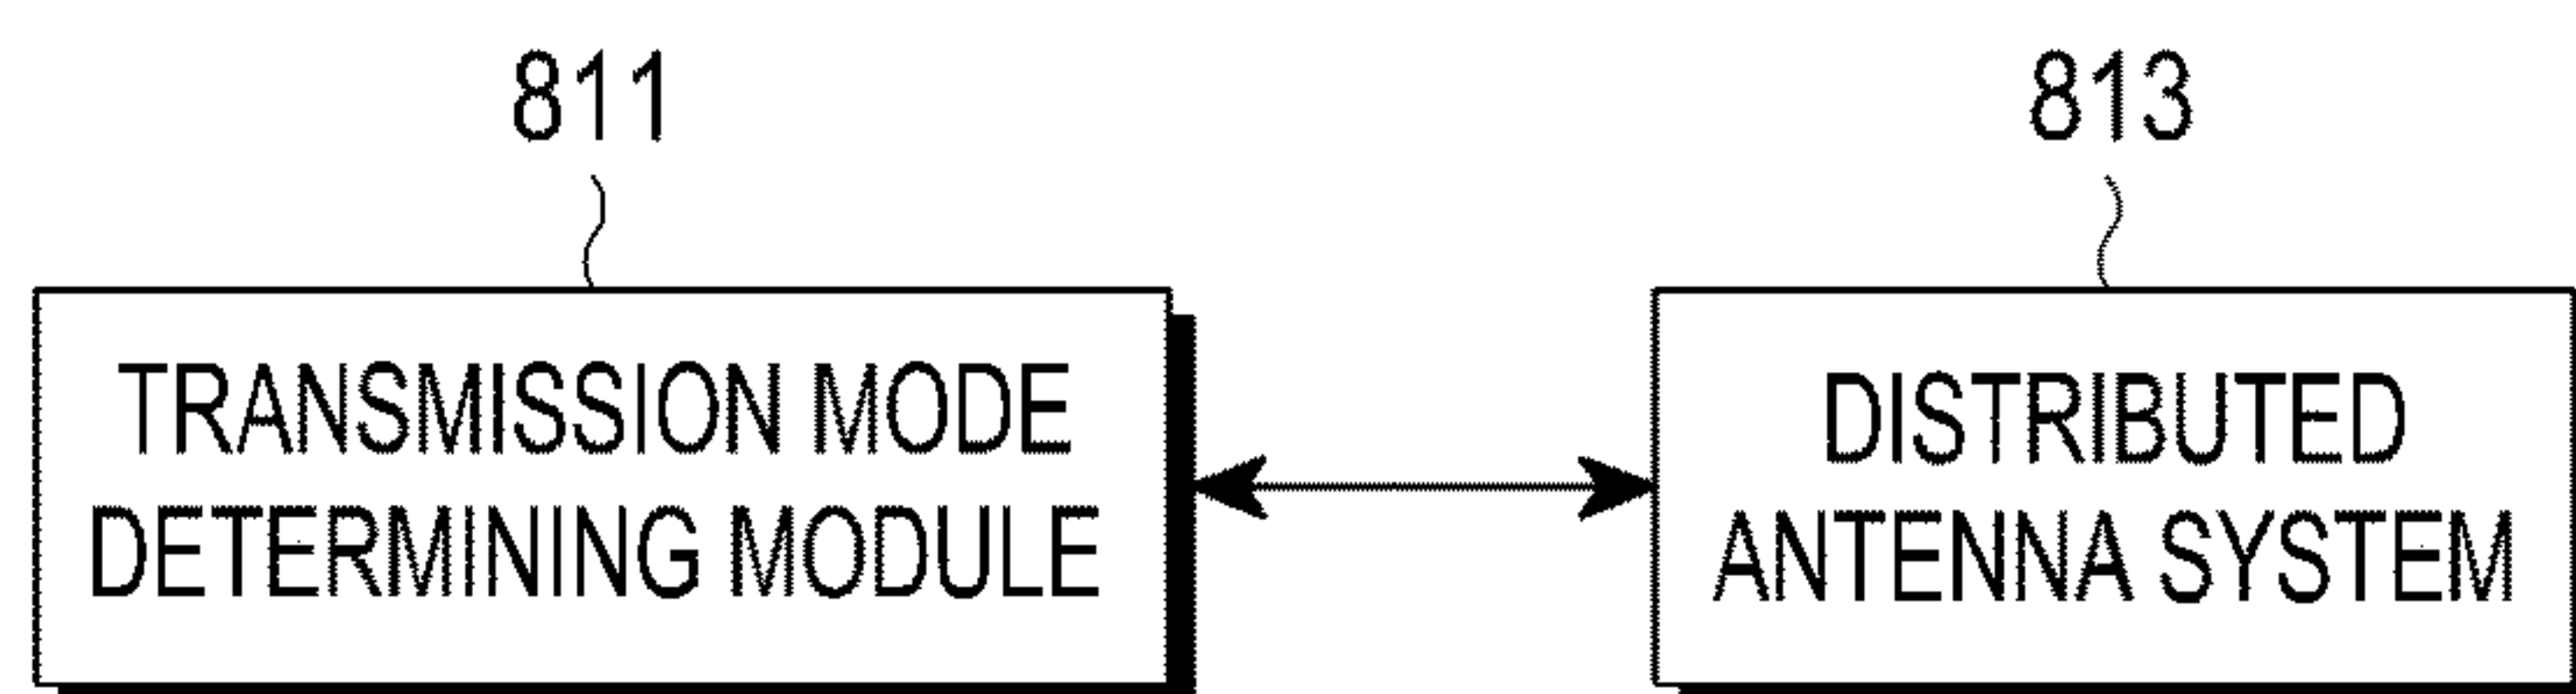 811
813
TRANSMISSION MODE
DETERMINING MODULE
DISTRIBUTED
ANTENNA SYSTEM